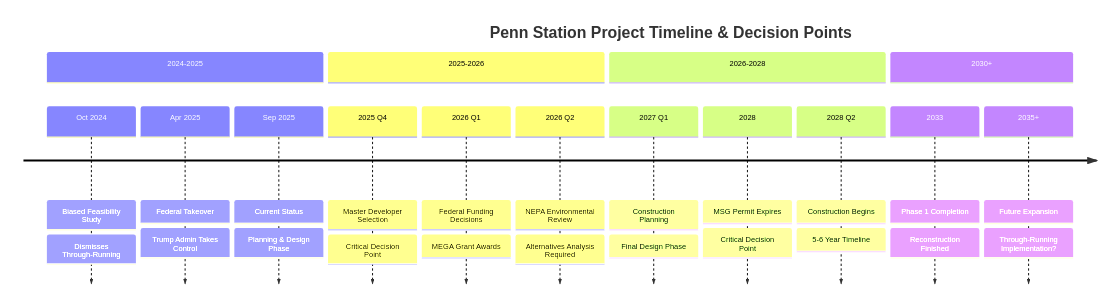 Penn Station Project Timeline & Decision Points
2024-2025
2025-2026
2026-2028
2030+
Oct 2024
Apr 2025
Sep 2025
2025 Q4
2026 Q1
2026 Q2
2027 Q1
2028
2028 Q2
2033
2035+
Biased Feasibility
Study
Federal Takeover
Current Status
Master Developer
Selection
Federal Funding
Decisions
NEPA Environmental
Review
Construction
Planning
MSG Permit Expires
Construction Begins
Phase 1 Completion
Future Expansion
Dismisses
Through-Running
Trump Admin Takes
Control
Planning & Design
Phase
Critical Decision
Point
MEGA Grant Awards
Alternatives Analysis
Required
Final Design Phase
Critical Decision
Point
5-6 Year Timeline
Reconstruction
Finished
Through-Running
Implementation?